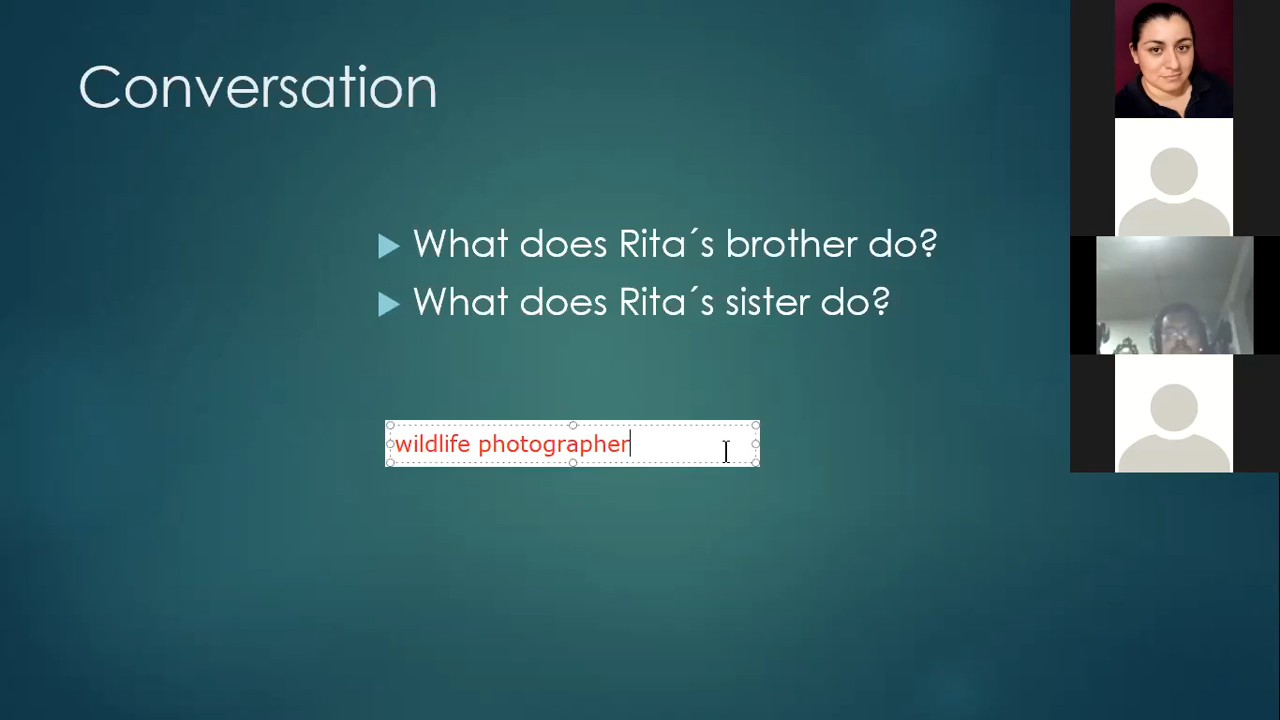 Conversation
What does Rita´s brother do?
What does Rita´s sister do?
wildlife photographer